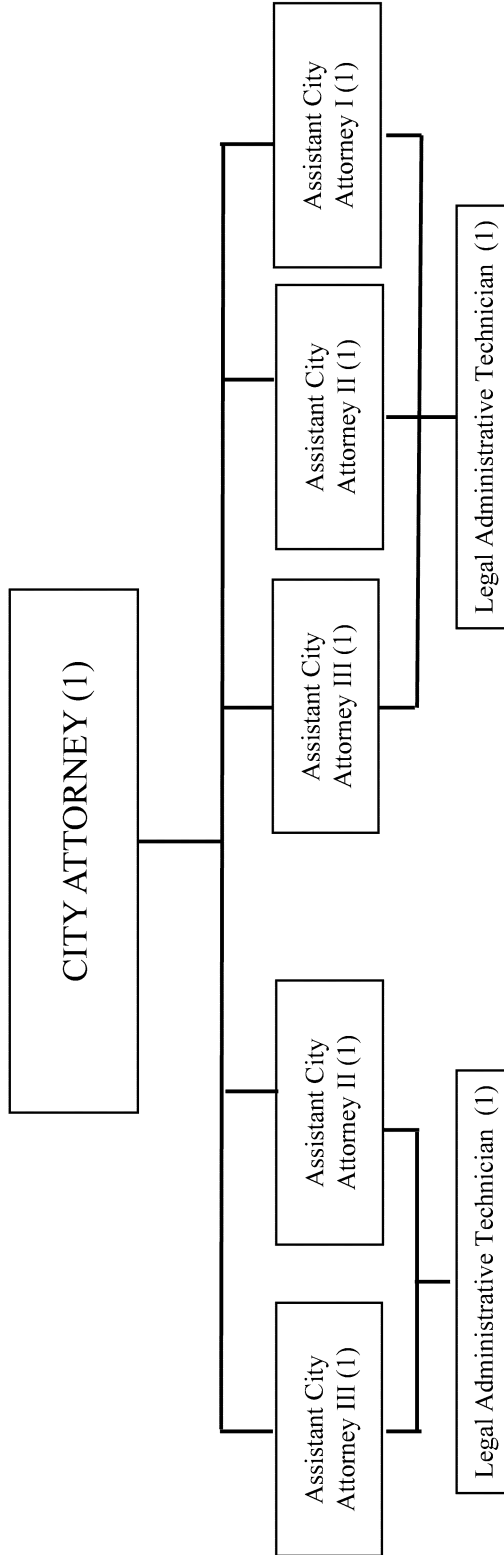 CITY ATTORNEY (1)
Assistant City
Attorney III (1)
Assistant City
Attorney II (1)
Assistant City
Attorney III (1)
Assistant City
Attorney II (1)
Assistant City
Attorney I (1)
Legal Administrative Technician (1)
Legal Administrative Technician (1)